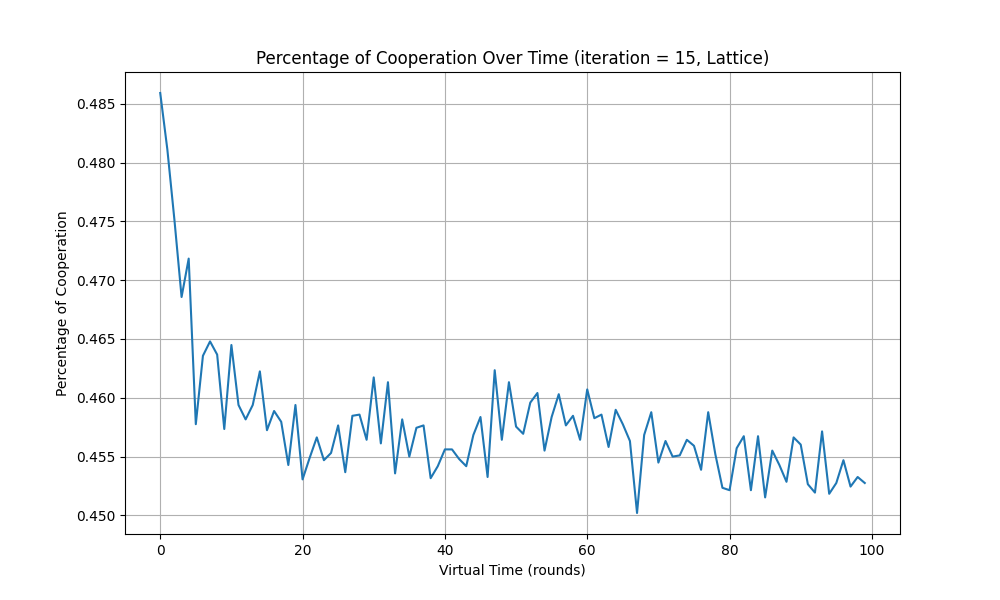 Percentage of Cooperation Over Time (iteration = 15, Lattice)
Percentage of Cooperation
0.485
0.480
0.475
0.470
0.465
0.460
0.455
0.450
0 20 40 60 80 100
Virtual Time (rounds)